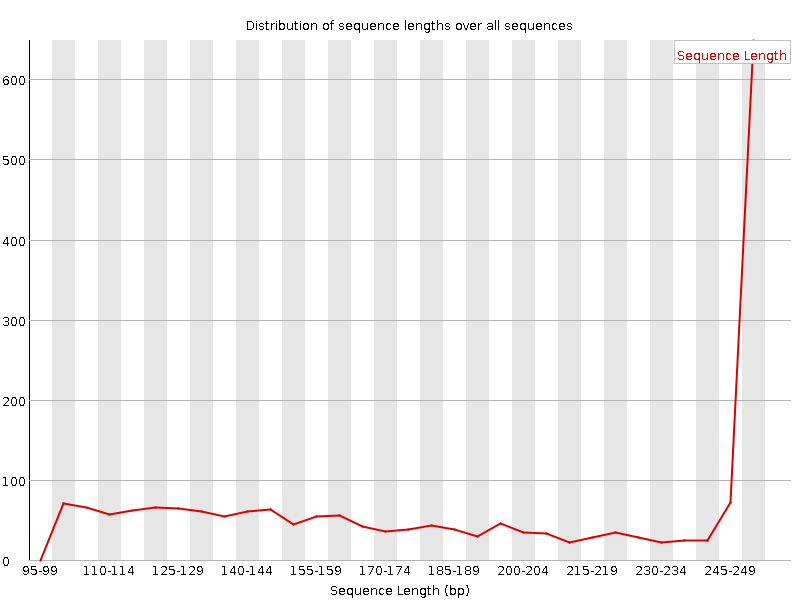 Distribution of sequence lengths over all sequences
Sequence Length
600
500
400
300
200
100
0
95-99 110-114 125-129 140-144 155-159 170-174 185-189 200-204 215-219 230-234 245-249
Sequence Length (bp)